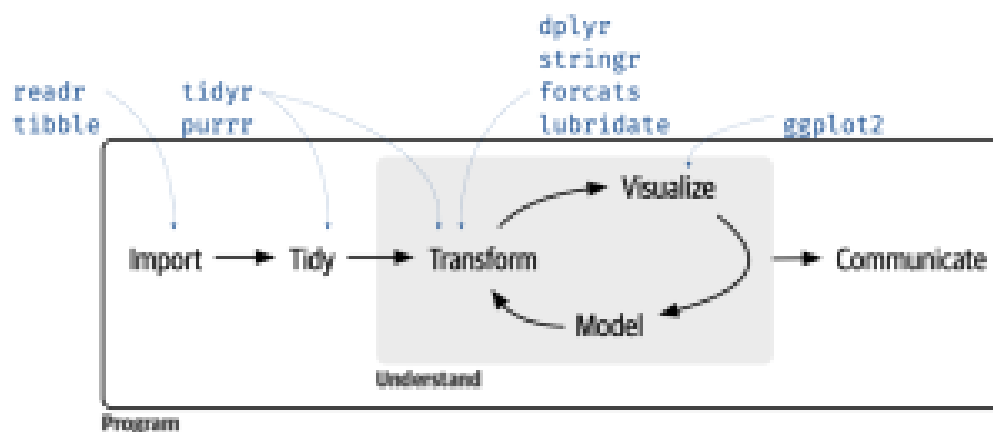 dplyr
stringr
readr tidyr forcats
tibble purrr lubridate ggplot2
Visualize
Import Tidy Transform Communicate
Model
Understand
Program